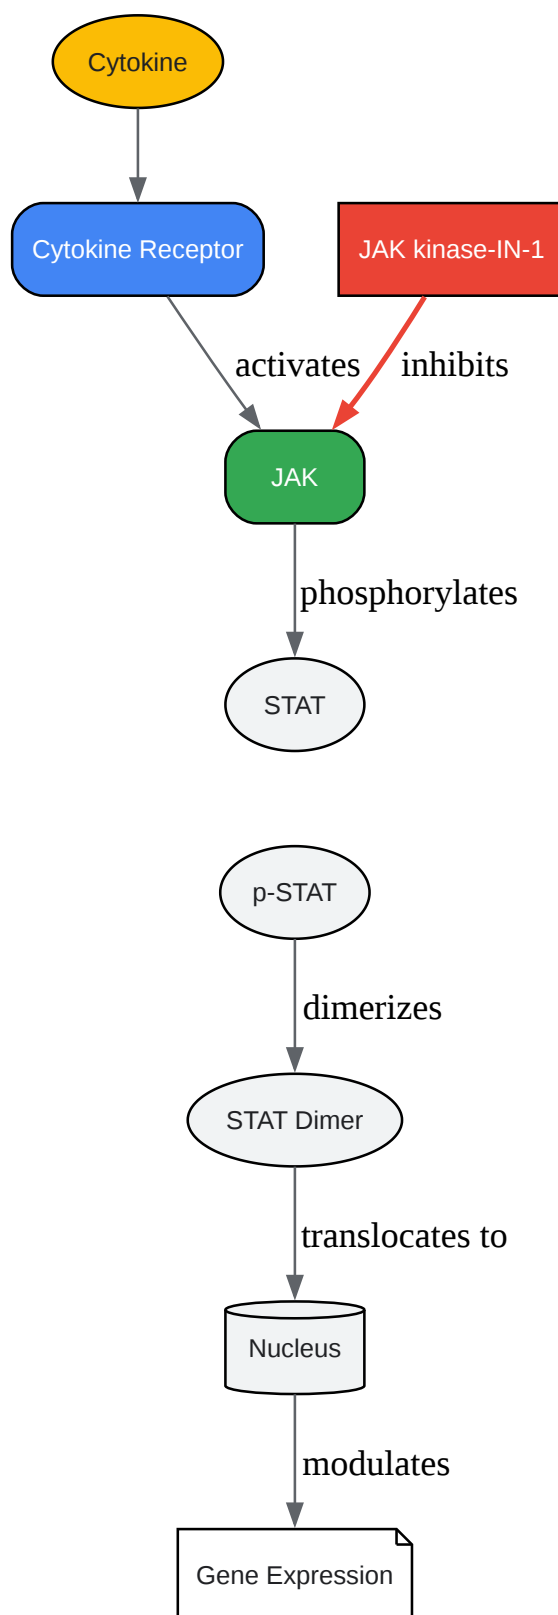 Cytokine
Cytokine Receptor
JAK kinase-IN-1
activates
inhibits
JAK
phosphorylates
STAT
p-STAT
dimerizes
STAT Dimer
translocates to
Nucleus
modulates
Gene Expression